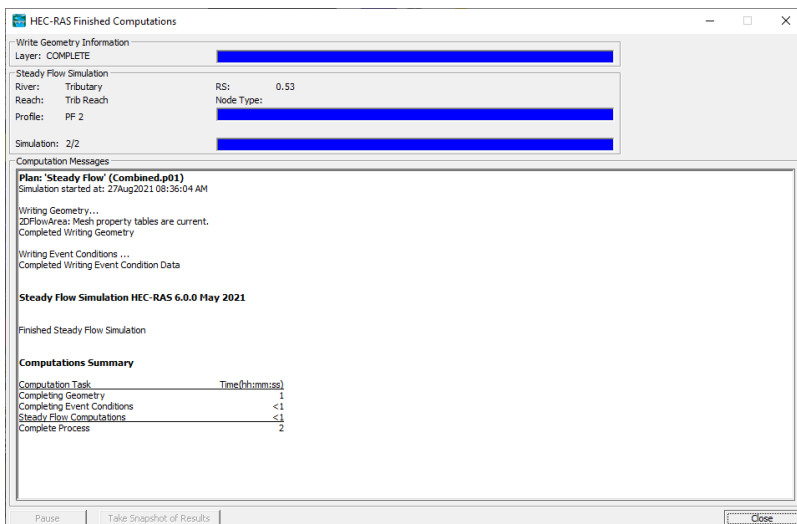 HEC-RAS Finished Computations
Write Geometry Information
Layer: COMPLETE
Steady Flow Simulation
River: Tributary RS: 0.53
Reach: Trib Reach Node Type:
Profile: PF 2
Simulation: 2/2
Computation Messages
Plan: 'Steady Flow' (Combined.p01)
Simulation started at: 27Aug2021 08:36:04 AM
Writing Geometry...
2DFlowArea: Mesh property tables are current.
Completed Writing Geometry
Writing Event Conditions ...
Completed Writing Event Condition Data
Steady Flow Simulation HEC-RAS 6.0.0 May 2021
Finished Steady Flow Simulation
Computations Summary
Computation Task Time(hh:mm:ss)
Completing Geometry 1
Completing Event Conditions <1
Steady Flow Computations <1
Complete Process 2
Pause Take Snapshot of Results Close